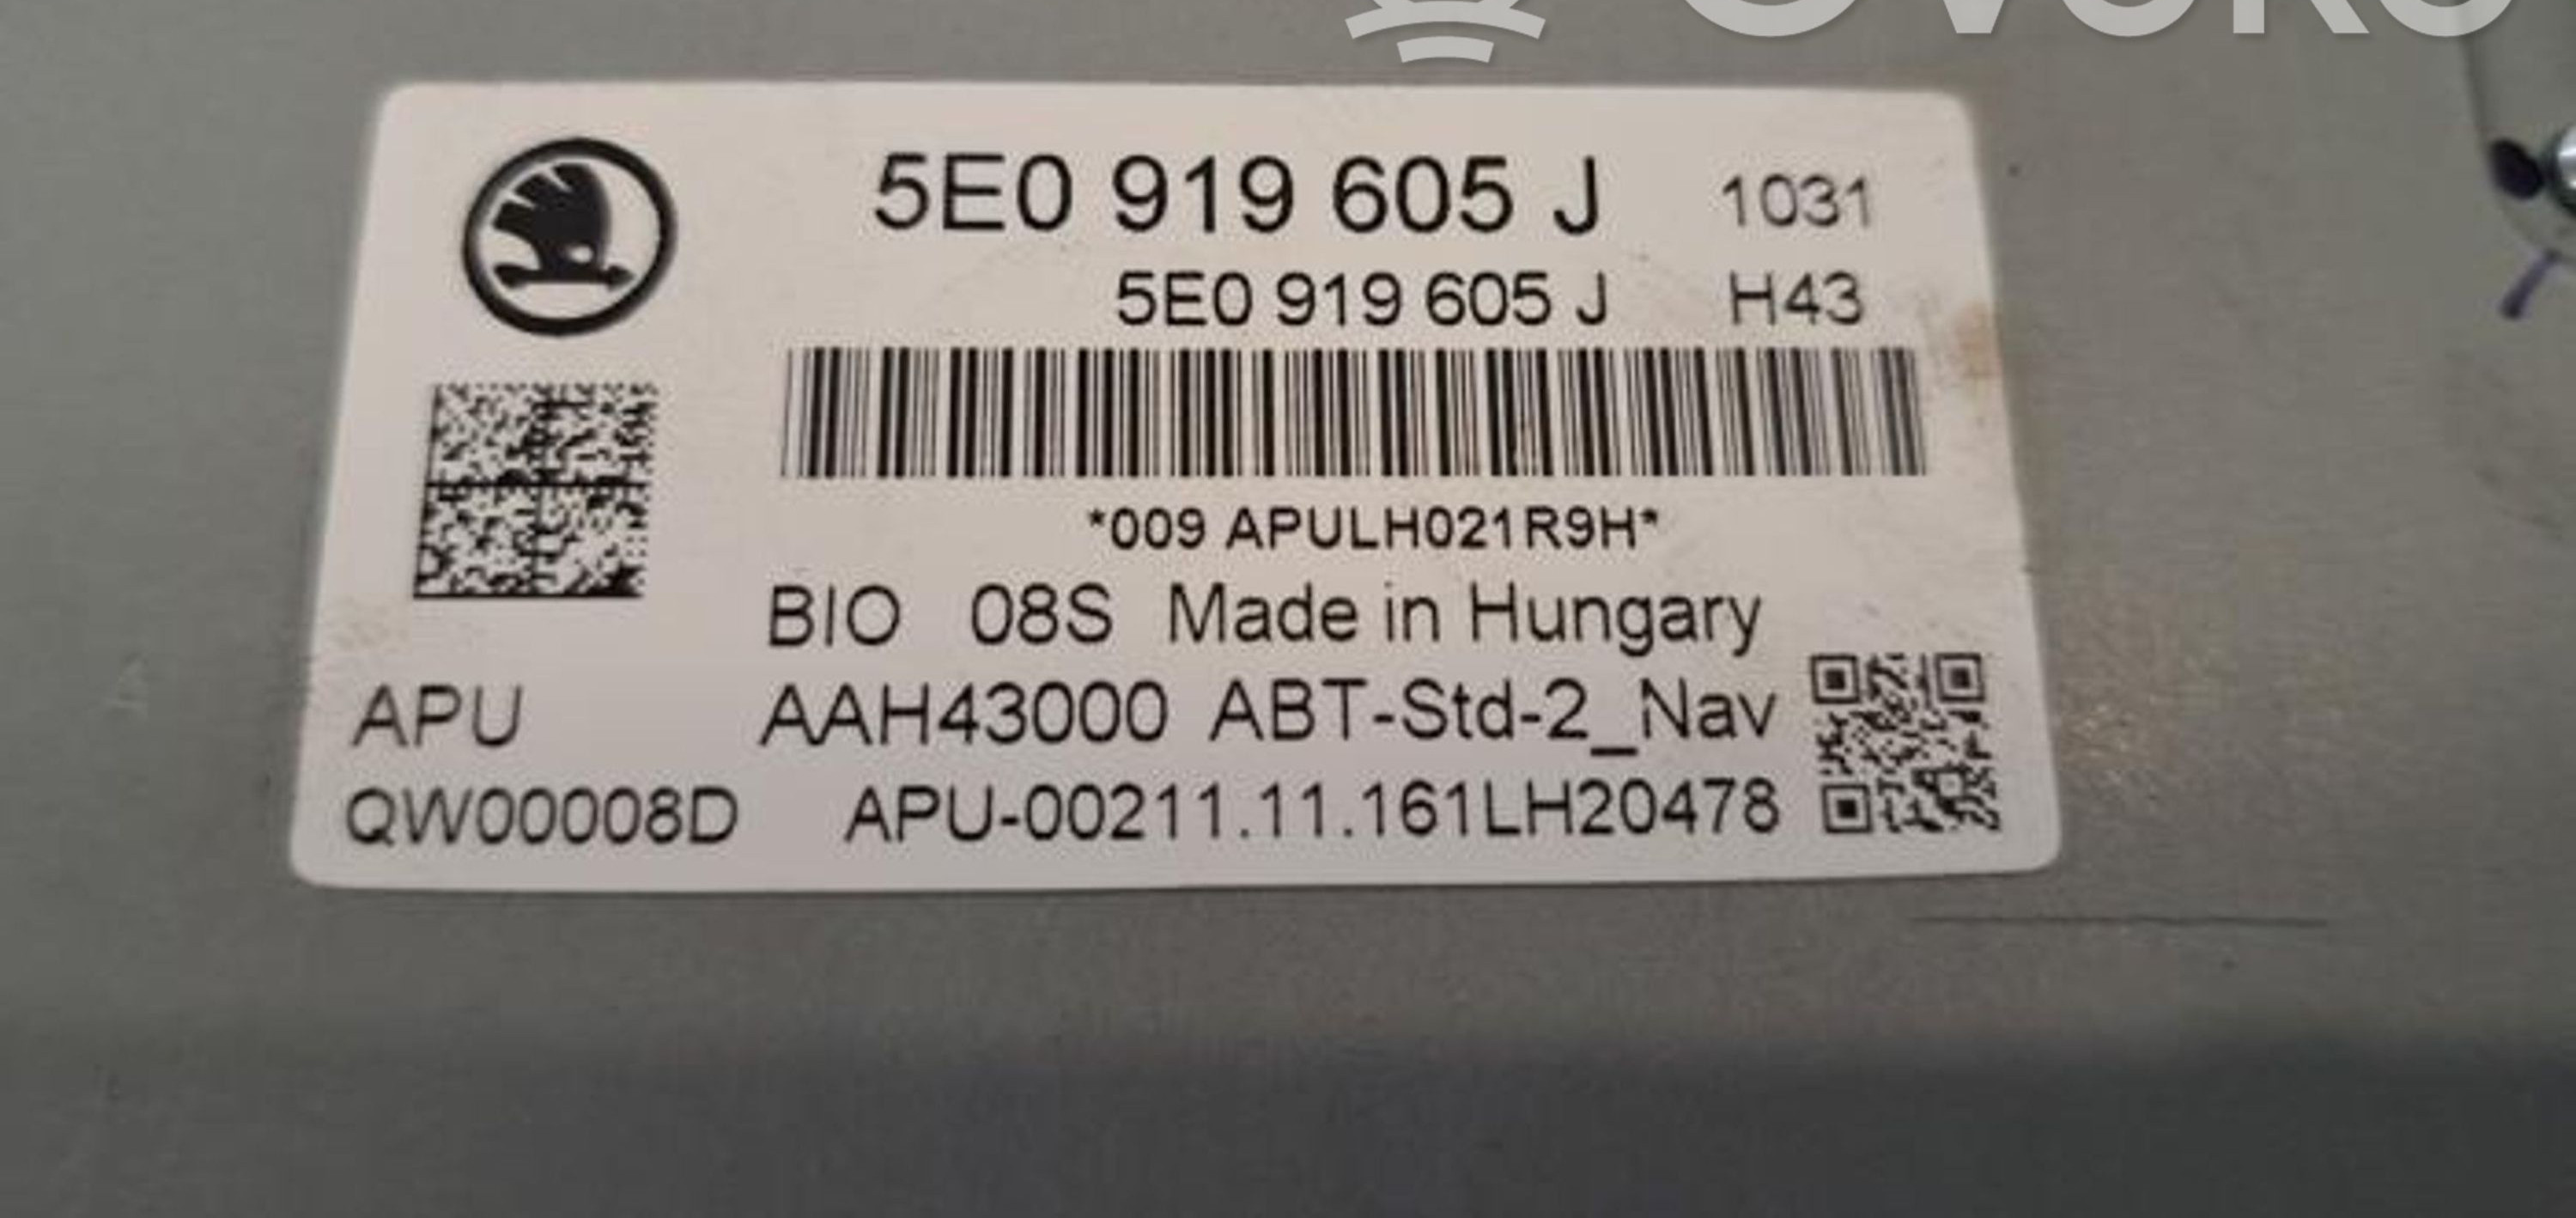 5E0 919 605 J 1031
5E0 919 605 J H43
*009 APULH021R9H*
BIO 08S Made in Hungary
APU AAH43000 ABT-Std-2_Nav
QW00008D APU-00211.11.161LH20478